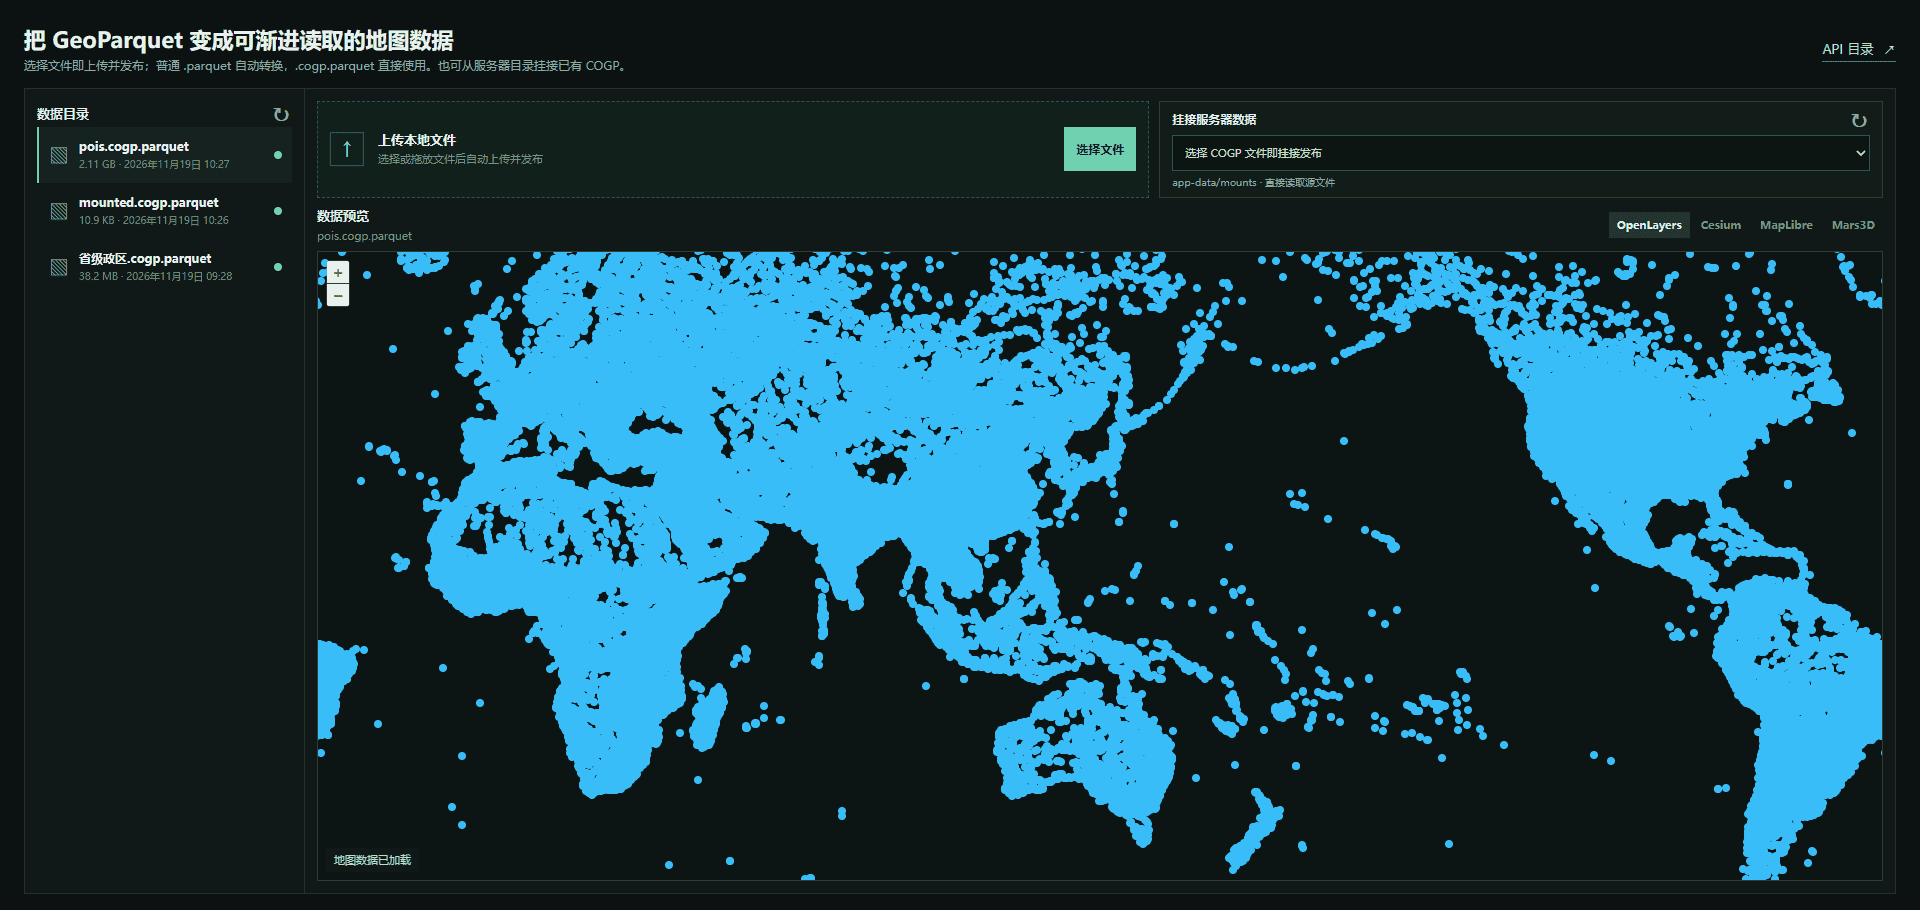 把 GeoParquet 变成可渐进读取的地图数据
选择文件即上传并发布；普通 .parquet 自动转换，.cogp.parquet 直接使用。也可从服务器目录挂接已有 COGP。
API 目录 ↗
数据目录
↻
pois.cogp.parquet
2.11 GB · 2026年11月19日 10:27
mounted.cogp.parquet
10.9 KB · 2026年11月19日 10:26
省级政区.cogp.parquet
38.2 MB · 2026年11月19日 09:28
↑
上传本地文件
选择或拖放文件后自动上传并发布
选择文件
挂接服务器数据
↻
选择 COGP 文件即挂接发布
app-data/mounts · 直接读取源文件
数据预览
pois.cogp.parquet
OpenLayers
Cesium
MapLibre
Mars3D
+
−
地图数据已加载